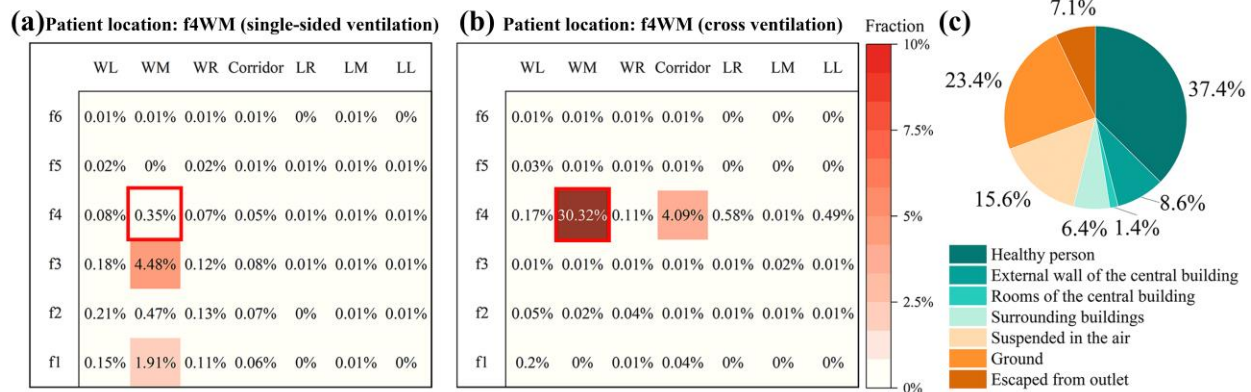 (a) Patient location: f4WM (single-sided ventilation)
WL WM WR Corridor LR LM LL
f6 0.01% 0.01% 0.01% 0.01% 0% 0.01% 0%
f5 0.02% 0% 0.02% 0.01% 0.01% 0.01% 0.01%
f4 0.08% 0.35% 0.07% 0.05% 0.01% 0.01% 0.01%
f3 0.18% 4.48% 0.12% 0.08% 0.01% 0.01% 0.01%
f2 0.21% 0.47% 0.13% 0.07% 0% 0.01% 0.01%
f1 0.15% 1.91% 0.11% 0.06% 0% 0.01% 0%
(b) Patient location: f4WM (cross ventilation)
WL WM WR Corridor LR LM LL
f6 0.01% 0.01% 0.01% 0.01% 0% 0% 0%
f5 0.03% 0.01% 0.01% 0.01% 0% 0% 0%
f4 0.17% 30.32% 0.11% 4.09% 0.58% 0.01% 0.49%
f3 0.01% 0.01% 0.01% 0.01% 0.01% 0.02% 0.01%
f2 0.05% 0.02% 0.04% 0.01% 0.01% 0.01% 0.01%
f1 0.2% 0% 0.01% 0.04% 0% 0% 0%
Fraction
10%
7.5%
5%
2.5%
0%
(c)
7.1%
37.4%
23.4%
8.6%
15.6%
1.4%
6.4%
Healthy person
External wall of the central building
Rooms of the central building
Surrounding buildings
Suspended in the air
Ground
Escaped from outlet